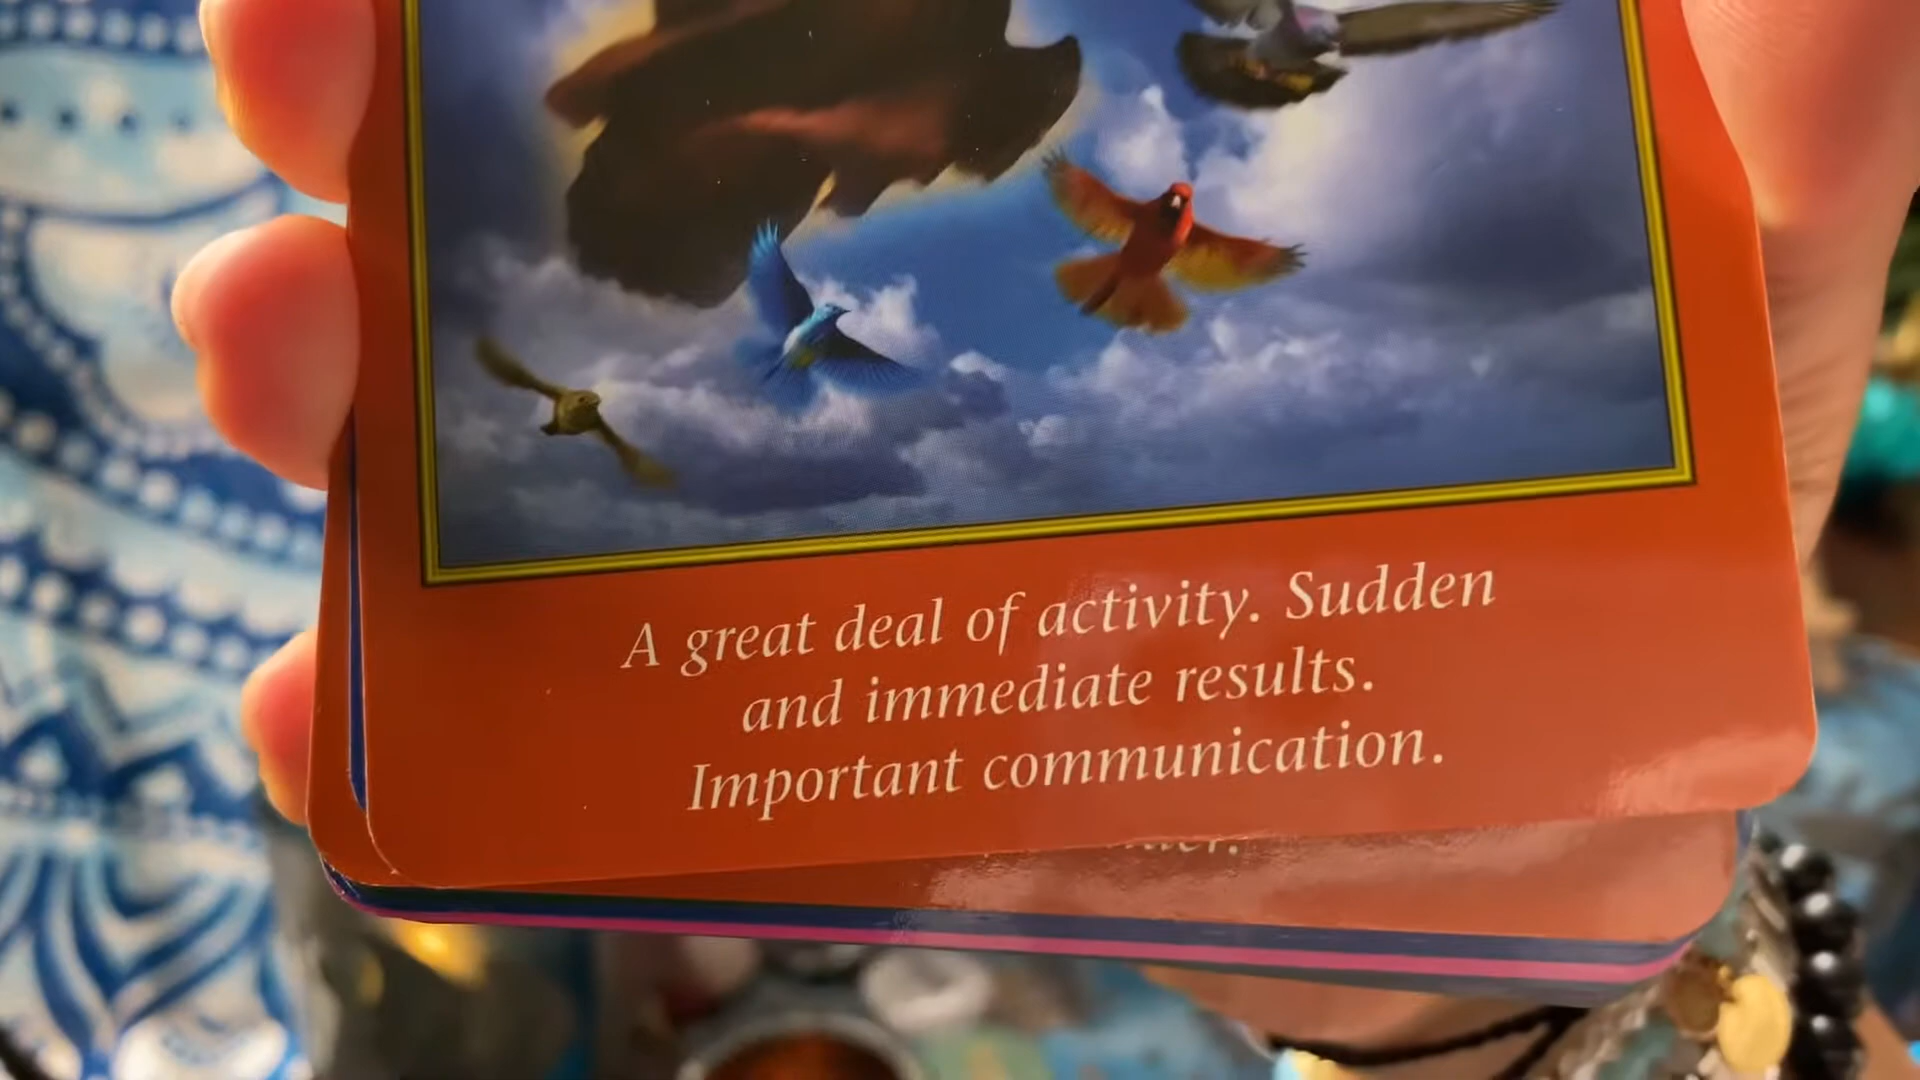 A great deal of activity. Sudden
and immediate results.
Important communication.